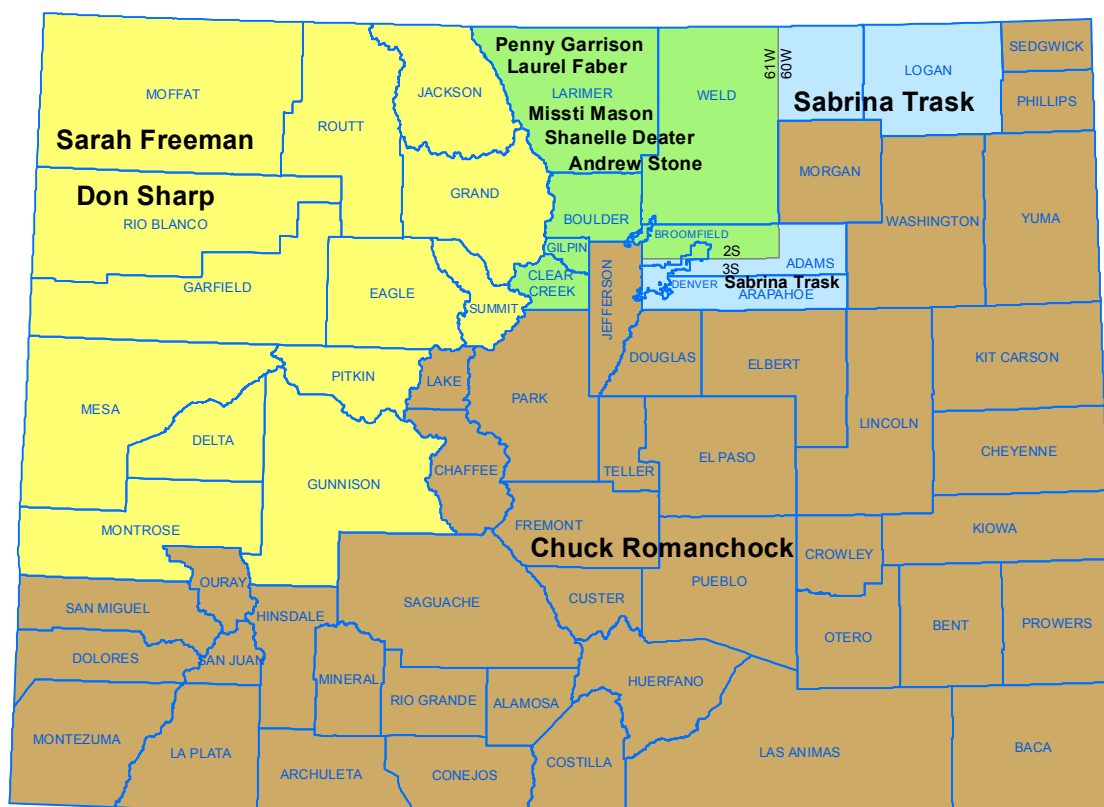 Penny Garrison
Laurel Faber
SEDGWICK
LOGAN
61W
60W
MOFFAT
JACKSON
LARIMER
WELD
Sabrina Trask
PHILLIPS
Missti Mason
ROUTT
Sarah Freeman
Shanelle Deater
Andrew Stone
MORGAN
Don Sharp
GRAND
RIO BLANCO
BOULDER
WASHINGTON
YUMA
BROOMFIELD
GILPIN
2S
ADAMS
3S
CLEAR
CREEK
DENVER
Sabrina Trask
GARFIELD
EAGLE
SUMMIT
JEFFERSON
ARAPAHOE
DOUGLAS
ELBERT
KIT CARSON
PITKIN
LAKE
PARK
MESA
LINCOLN
DELTA
CHEYENNE
CHAFFEE
TELLER
EL PASO
GUNNISON
FREMONT
KIOWA
MONTROSE
Chuck Romanchock
CROWLEY
OURAY
PUEBLO
SAGUACHE
CUSTER
SAN MIGUEL
HINSDALE
OTERO
BENT
PROWERS
DOLORES
SAN JUAN
MINERAL
HUERFANO
RIO GRANDE
ALAMOSA
MONTEZUMA
LA PLATA
LAS ANIMAS
BACA
ARCHULETA
CONEJOS
COSTILLA